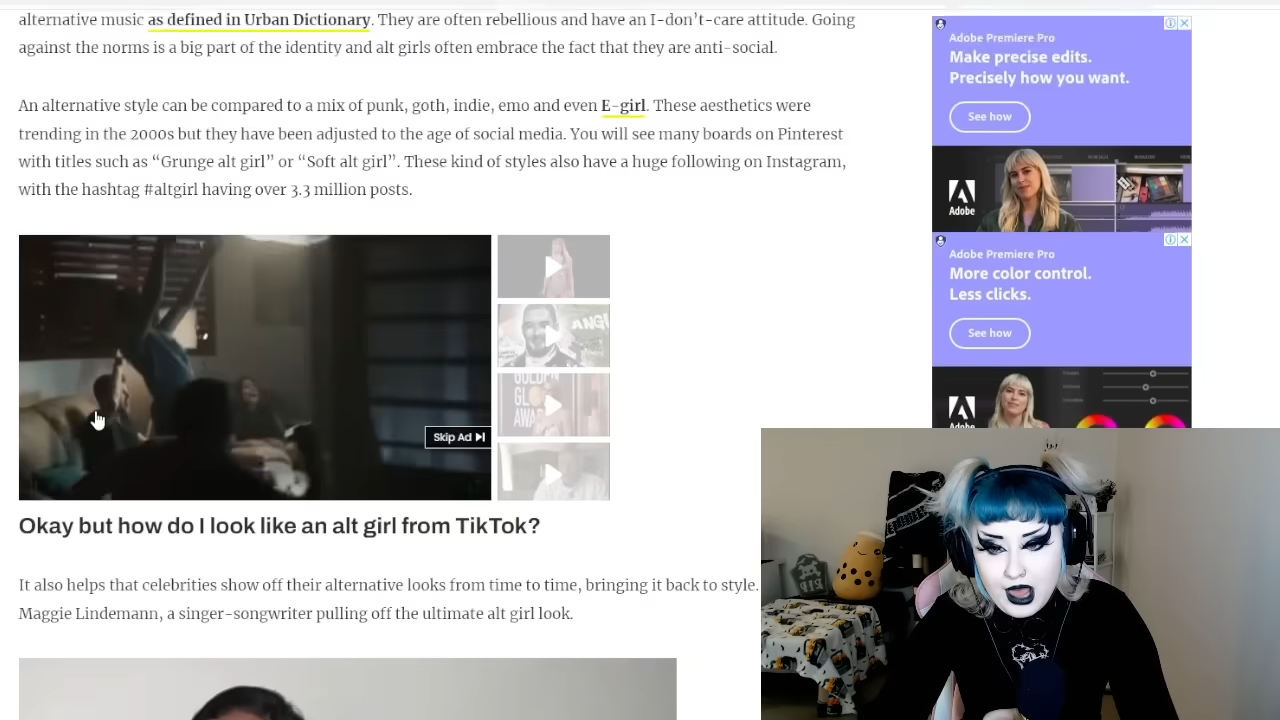 alternative music as defined in Urban Dictionary. They are often rebellious and have an I-don’t-care attitude. Going
against the norms is a big part of the identity and alt girls often embrace the fact that they are anti-social.
An alternative style can be compared to a mix of punk, goth, indie, emo and even E-girl. These aesthetics were
trending in the 2000s but they have been adjusted to the age of social media. You will see many boards on Pinterest
with titles such as “Grunge alt girl” or “Soft alt girl”. These kind of styles also have a huge following on Instagram,
with the hashtag #altgirl having over 3.3 million posts.
Skip Ad
GOLDEN
AWA
Okay but how do I look like an alt girl from TikTok?
It also helps that celebrities show off their alternative looks from time to time, bringing it back to style.
Maggie Lindemann, a singer-songwriter pulling off the ultimate alt girl look.
Adobe Premiere Pro
Make precise edits.
Precisely how you want.
See how
Adobe
Adobe Premiere Pro
More color control.
Less clicks.
See how
Adobe
RIP